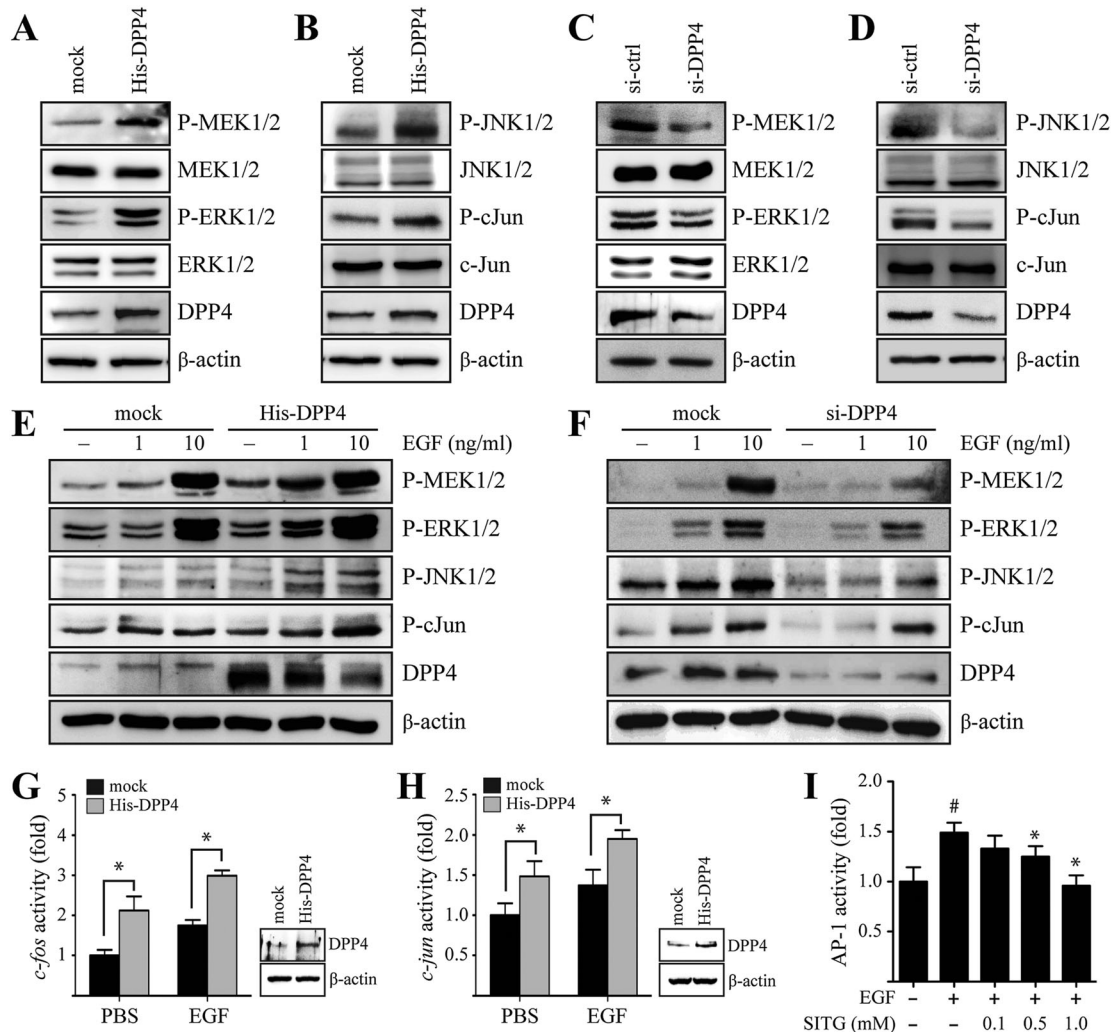 A
mock
His-DPP4
P-MEK1/2
MEK1/2
P-ERK1/2
ERK1/2
DPP4
β-actin
B
mock
His-DPP4
P-JNK1/2
JNK1/2
P-cJun
c-Jun
DPP4
β-actin
C
si-ctrl
si-DPP4
P-MEK1/2
MEK1/2
P-ERK1/2
ERK1/2
DPP4
β-actin
D
si-ctrl
si-DPP4
P-JNK1/2
JNK1/2
P-cJun
c-Jun
DPP4
β-actin
E
mock His-DPP4
– 1 10 – 1 10 EGF (ng/ml)
P-MEK1/2
P-ERK1/2
P-JNK1/2
P-cJun
DPP4
β-actin
F
mock si-DPP4
– 1 10 – 1 10 EGF (ng/ml)
P-MEK1/2
P-ERK1/2
P-JNK1/2
P-cJun
DPP4
β-actin
G
mock
His-DPP4
c-fos activity (fold)
5
4
3
2
1
* *
PBS EGF
mock
His-DPP4
DPP4
β-actin
H
mock
His-DPP4
c-jun activity (fold)
2.5
2.0
1.5
1.0
0.5
* *
PBS EGF
mock
His-DPP4
DPP4
β-actin
I
AP-1 activity (fold)
2.0
1.5
1.0
0.5
0
# * *
EGF – + + + +
SITG (mM) – – 0.1 0.5 1.0